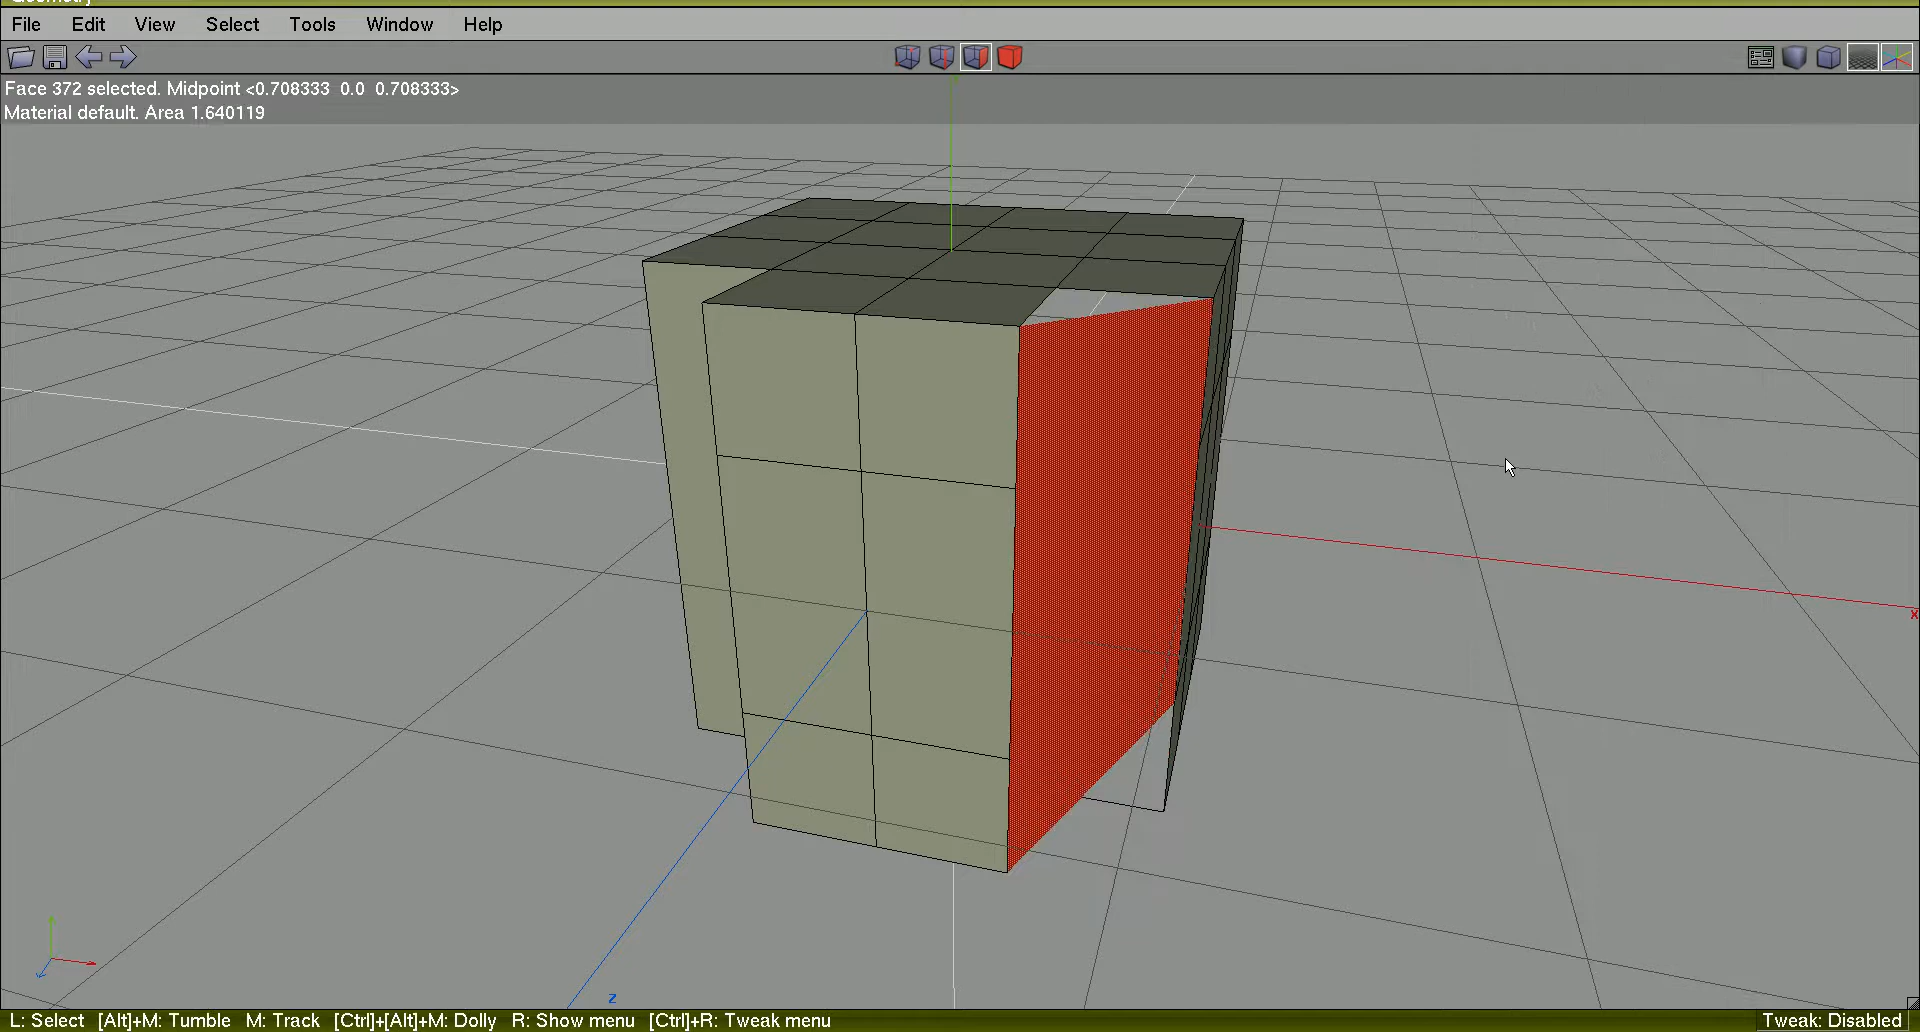 Geometry
File Edit View Select Tools Window Help
Face 372 selected. Midpoint <0.708333 0.0 0.708333>
Material default. Area 1.640119
x
z
L: Select [Alt]+M: Tumble M: Track [Ctrl]+[Alt]+M: Dolly R: Show menu [Ctrl]+R: Tweak menu Tweak: Disabled